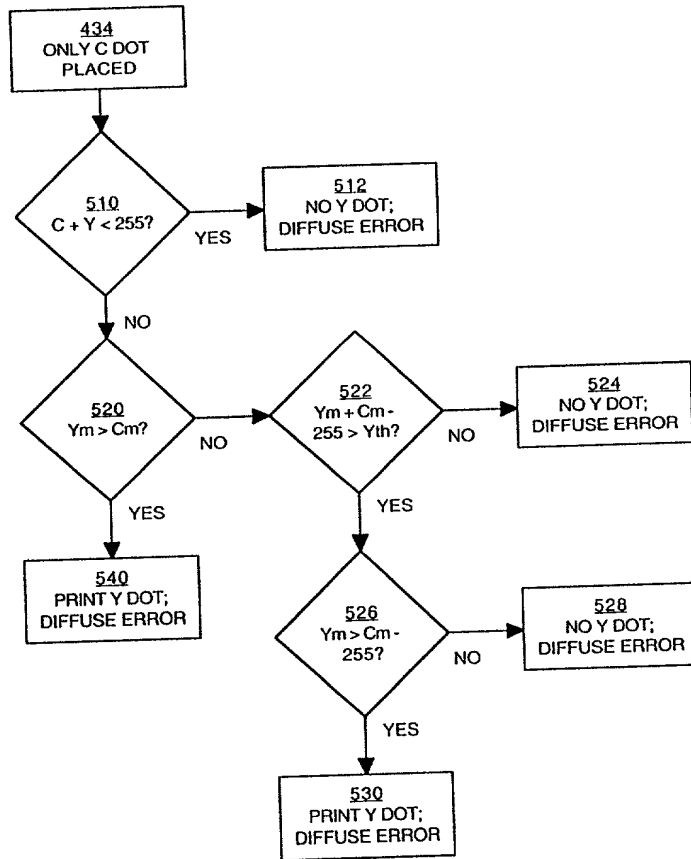 434
ONLY C DOT
PLACED
510
C + Y < 255?
YES
512
NO Y DOT;
DIFFUSE ERROR
NO
520
Ym > Cm?
NO
522
Ym + Cm -
255 > Yth?
NO
524
NO Y DOT;
DIFFUSE ERROR
YES
YES
540
PRINT Y DOT;
DIFFUSE ERROR
526
Ym > Cm -
255?
NO
528
NO Y DOT;
DIFFUSE ERROR
YES
530
PRINT Y DOT;
DIFFUSE ERROR